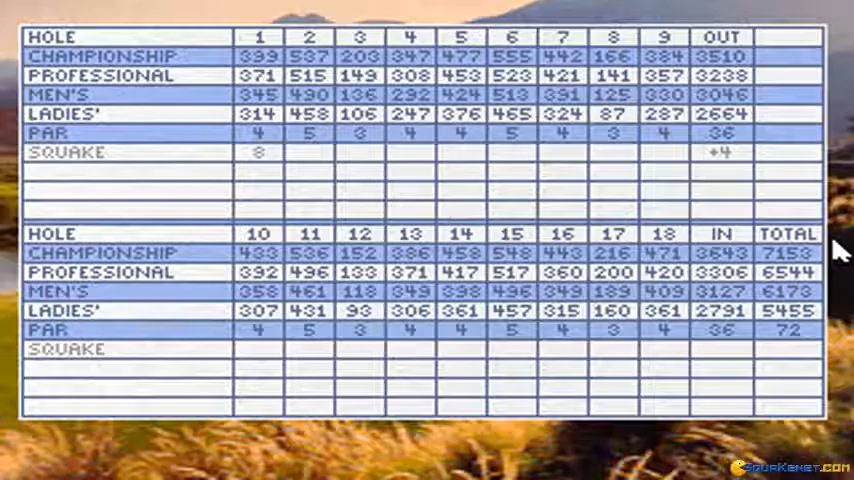 HOLE 1 2 3 4 5 6 7 8 9 OUT
CHAMPIONSHIP 399 537 203 347 477 555 442 166 384 3510
PROFESSIONAL 371 515 149 308 453 523 421 141 357 3238
MEN'S 345 490 136 292 424 513 391 125 330 3046
LADIES' 314 458 106 247 376 465 324 87 287 2664
PAR 4 5 3 4 4 5 4 3 4 36
SQUAKE 8 +4
HOLE 10 11 12 13 14 15 16 17 18 IN TOTAL
CHAMPIONSHIP 433 536 152 386 458 548 443 216 471 3643 7153
PROFESSIONAL 392 496 133 371 417 517 360 200 420 3306 6544
MEN'S 358 461 118 349 398 496 349 189 409 3127 6173
LADIES' 307 431 93 306 361 457 315 160 361 2791 5455
PAR 4 5 3 4 4 5 4 3 4 36 72
SQUAKE
SquaKenet.com